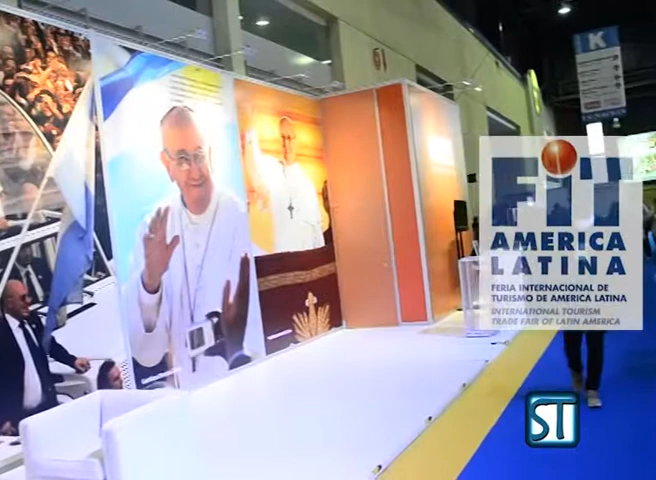 K
FIT
AMERICA
LATINA
FERIA INTERNACIONAL DE
TURISMO DE AMERICA LATINA
INTERNATIONAL TOURISM
TRADE FAIR OF LATIN AMERICA
ST